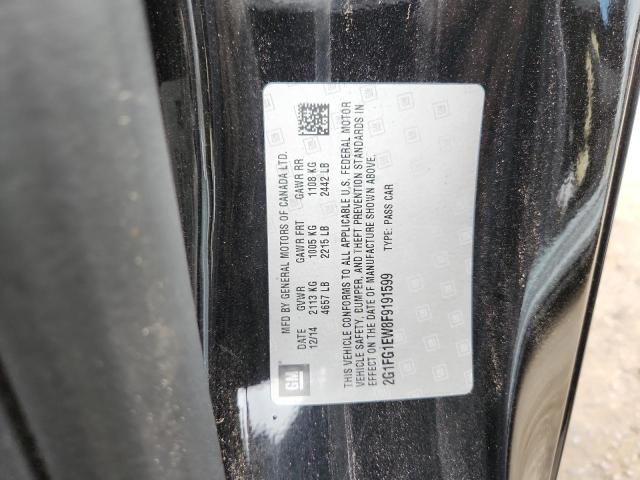 GM
MFD BY GENERAL MOTORS OF CANADA LTD.
DATE GVWR GAWR FRT GAWR RR
12/14 2113 KG 1005 KG 1108 KG
4657 LB 2215 LB 2442 LB
THIS VEHICLE CONFORMS TO ALL APPLICABLE U.S. FEDERAL MOTOR
VEHICLE SAFETY, BUMPER, AND THEFT PREVENTION STANDARDS IN
EFFECT ON THE DATE OF MANUFACTURE SHOWN ABOVE.
2G1FG1EW8F9191599 TYPE: PASS CAR